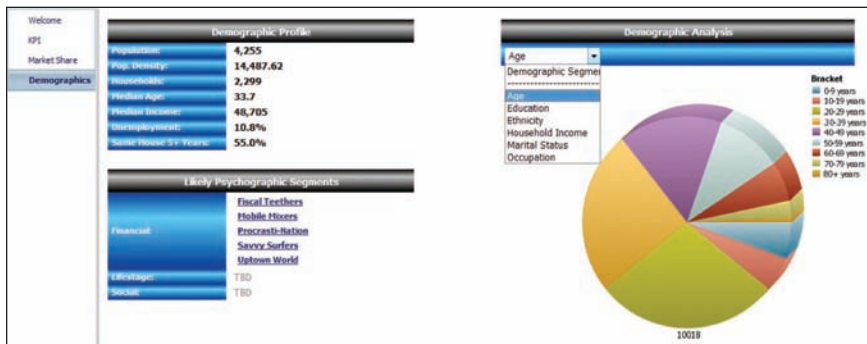 Welcome
KPI
Market Share
Demographics
Demographic Profile
Population: 4,255
Pop. Density: 14,487.62
Households: 2,299
Median Age: 33.7
Median Income: 48,705
Unemployment: 10.8%
Same House 5+ Years: 55.0%
Likely Psychographic Segments
Financial:
Fiscal Teethers
Mobile Mixers
Procrasti-Nation
Savvy Surfers
Uptown World
Lifestage: TBD
Social: TBD
Demographic Analysis
Age
Demographic Segmen
------------------------
Age
Education
Ethnicity
Household Income
Marital Status
Occupation
Bracket
0-9 years
10-19 years
20-29 years
30-39 years
40-49 years
50-59 years
60-69 years
70-79 years
80+ years
10018